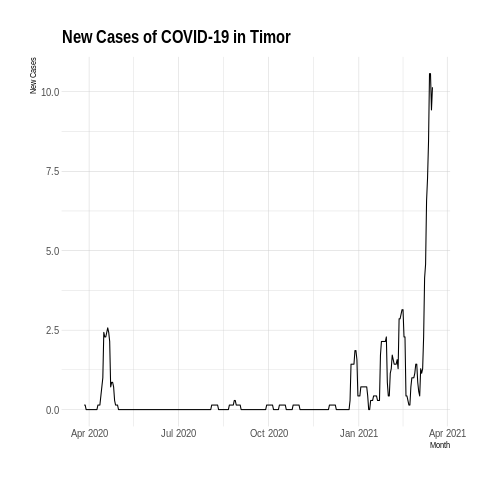 New Cases of COVID-19 in Timor
New Cases
10.0
7.5
5.0
2.5
0.0
Apr 2020 Jul 2020 Oct 2020 Jan 2021 Apr 2021
Month